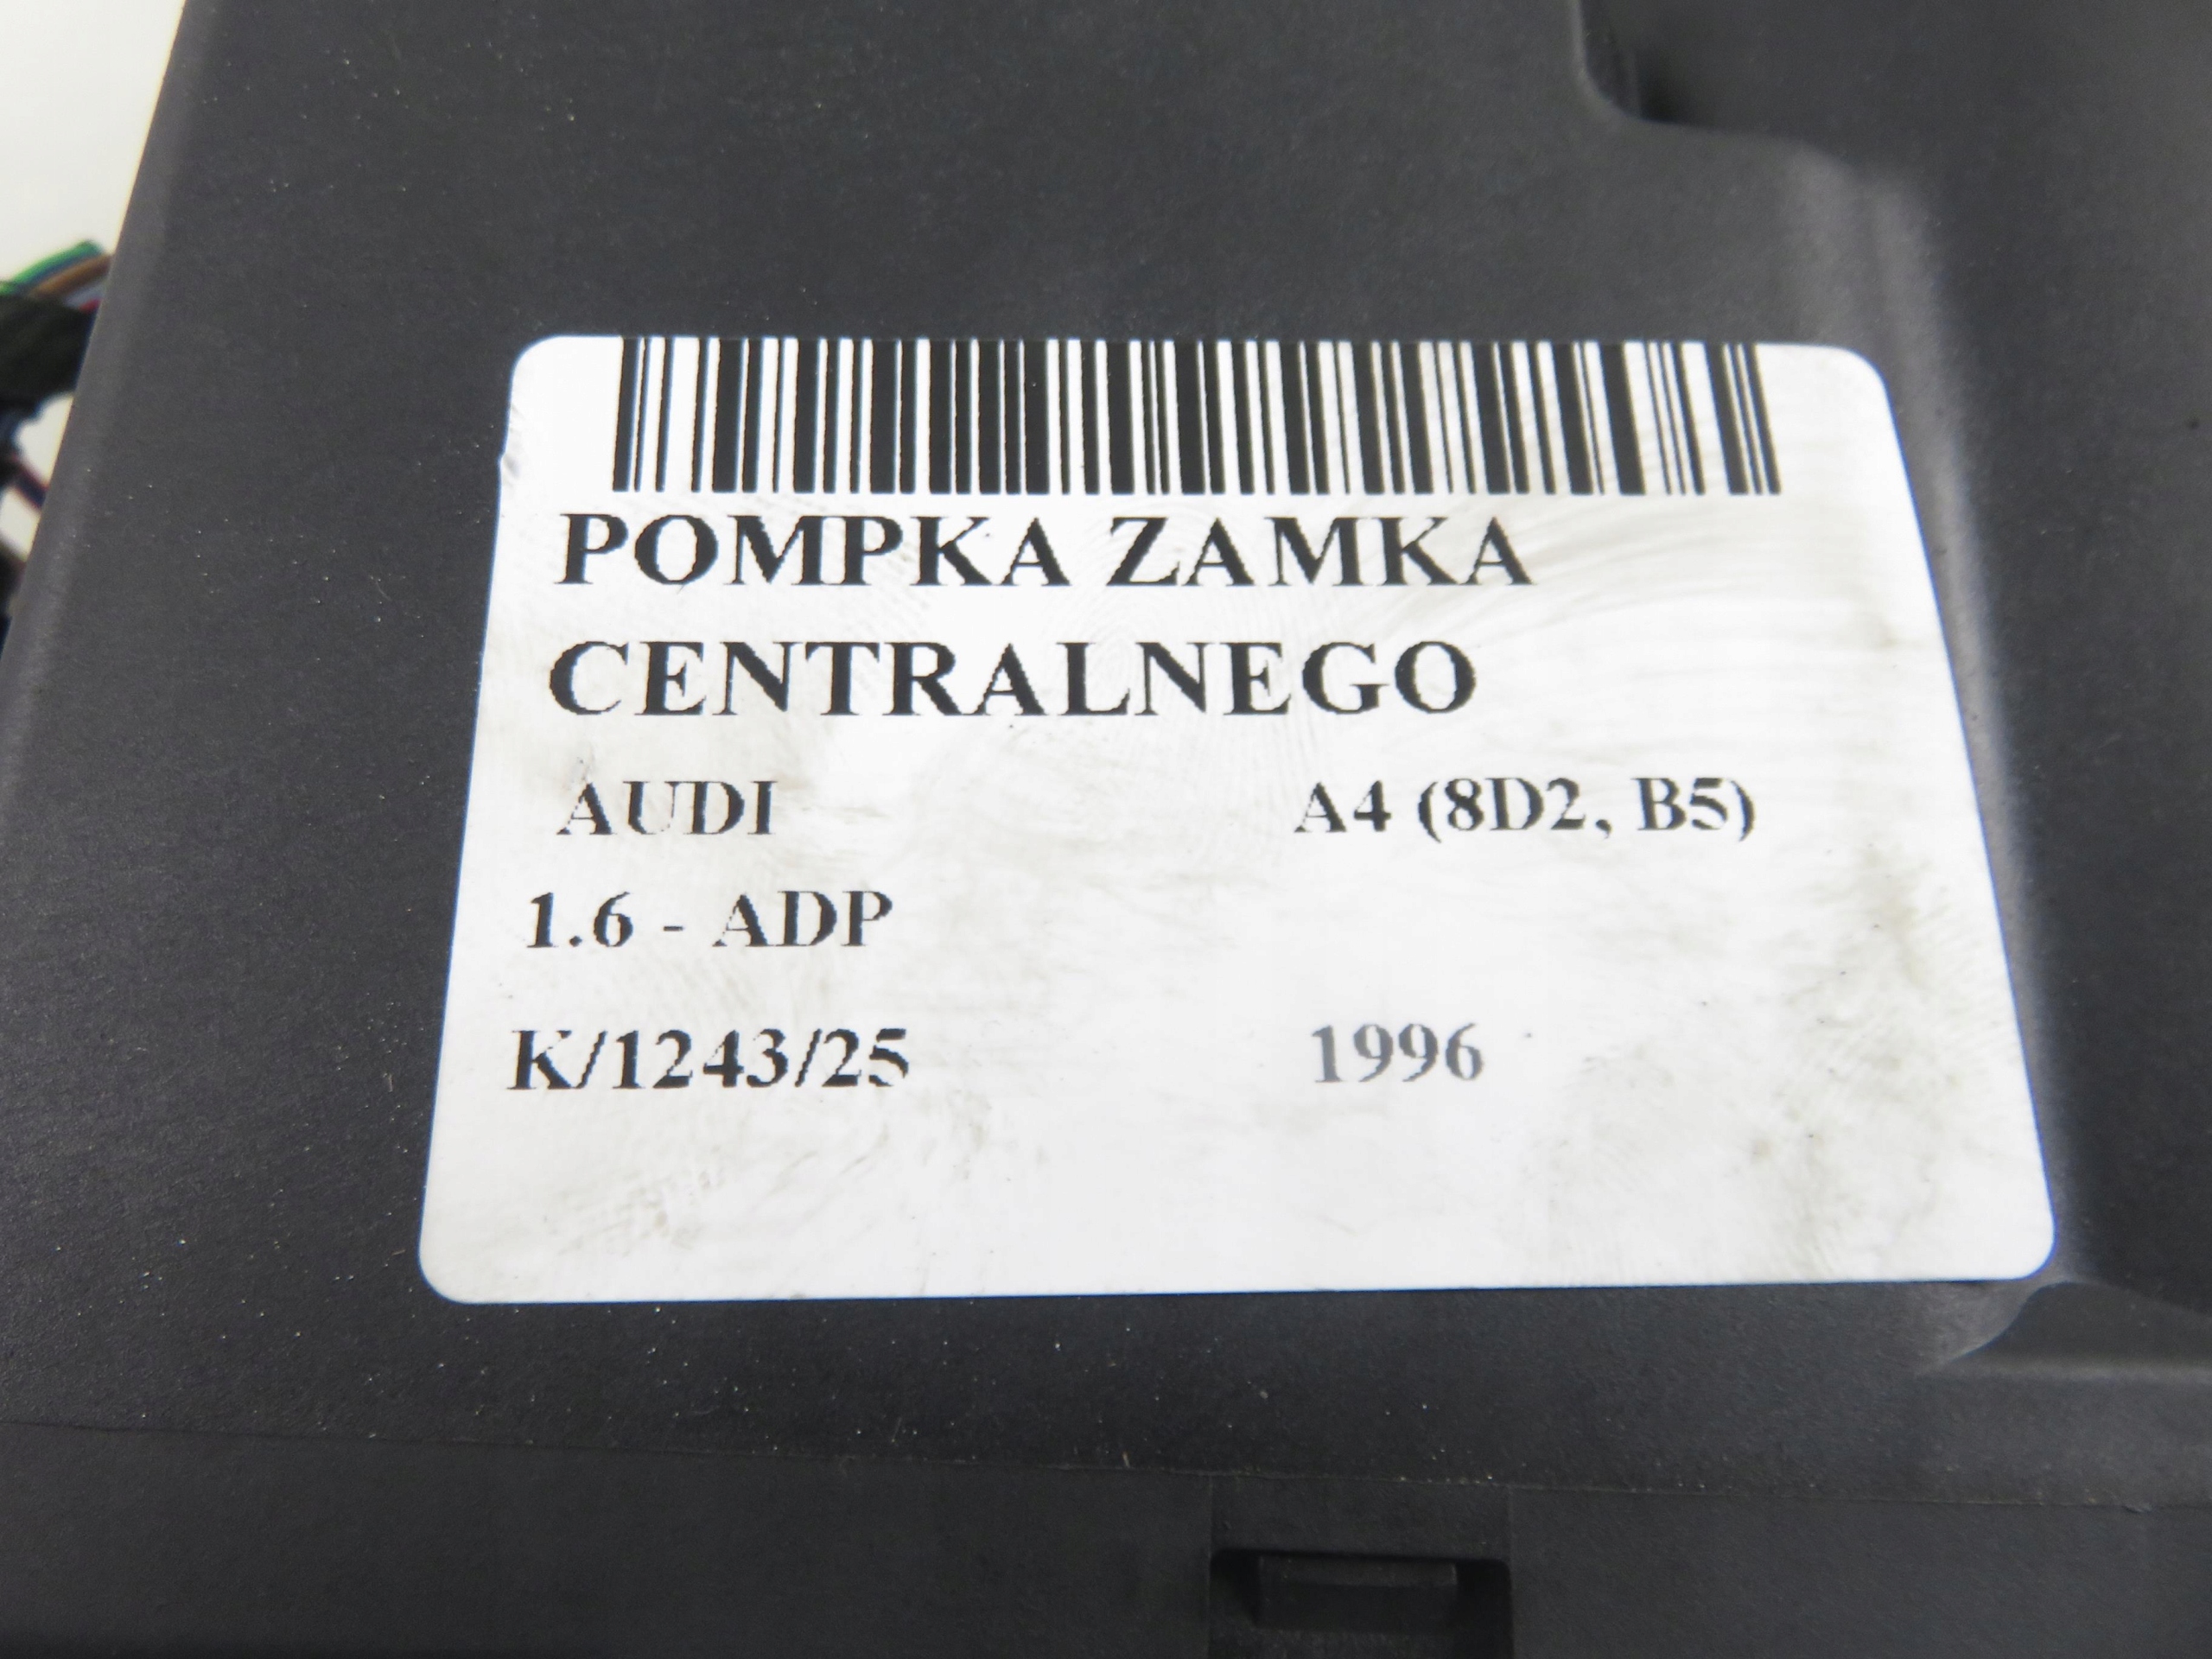 POMPKA ZAMKA
CENTRALNEGO
AUDI A4 (8D2, B5)
1.6 - ADP
K/1243/25 1996